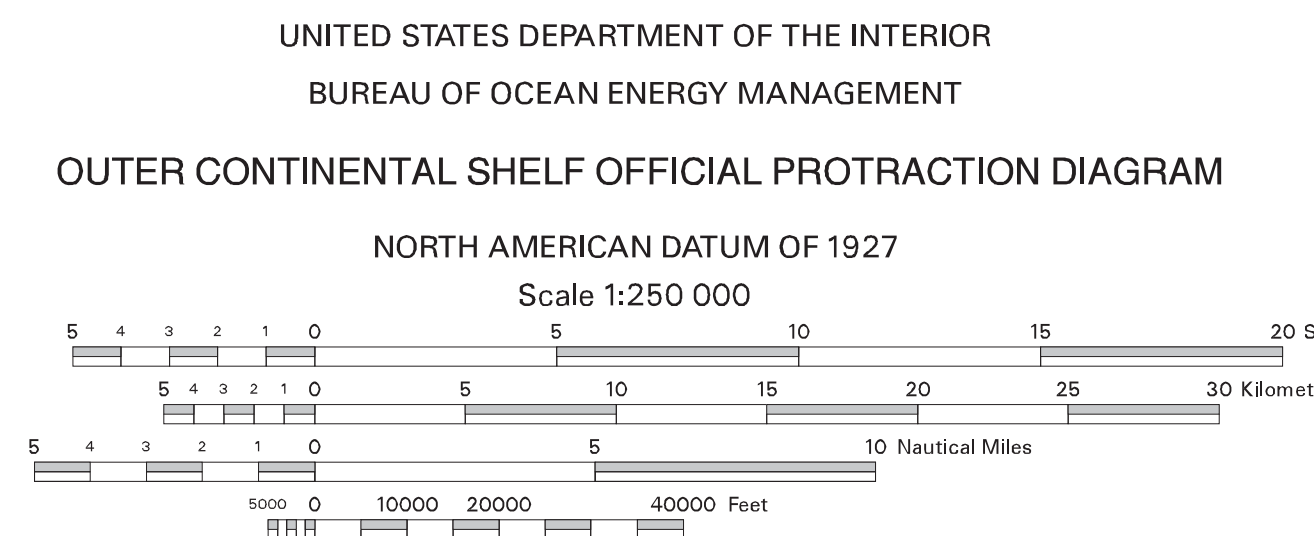 UNITED STATES DEPARTMENT OF THE INTERIOR
BUREAU OF OCEAN ENERGY MANAGEMENT
OUTER CONTINENTAL SHELF OFFICIAL PROTRACTION DIAGRAM
NORTH AMERICAN DATUM OF 1927
Scale 1:250 000
5 4 3 2 1 0 5 10 15 20 S
5 4 3 2 1 0 5 10 15 20 25 30 Kilomet
5 4 3 2 1 0 5 10 Nautical Miles
5000 0 10000 20000 40000 Feet